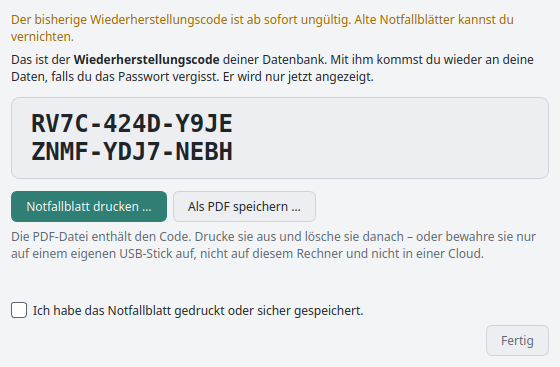 Der bisherige Wiederherstellungscode ist ab sofort ungültig. Alte Notfallblätter kannst du
vernichten.
Das ist der Wiederherstellungscode deiner Datenbank. Mit ihm kommst du wieder an deine
Daten, falls du das Passwort vergisst. Er wird nur jetzt angezeigt.
RV7C-424D-Y9JE
ZNMF-YDJ7-NEBH
Notfallblatt drucken ...
Als PDF speichern ...
Die PDF-Datei enthält den Code. Drucke sie aus und lösche sie danach – oder bewahre sie nur
auf einem eigenen USB-Stick auf, nicht auf diesem Rechner und nicht in einer Cloud.
Ich habe das Notfallblatt gedruckt oder sicher gespeichert.
Fertig